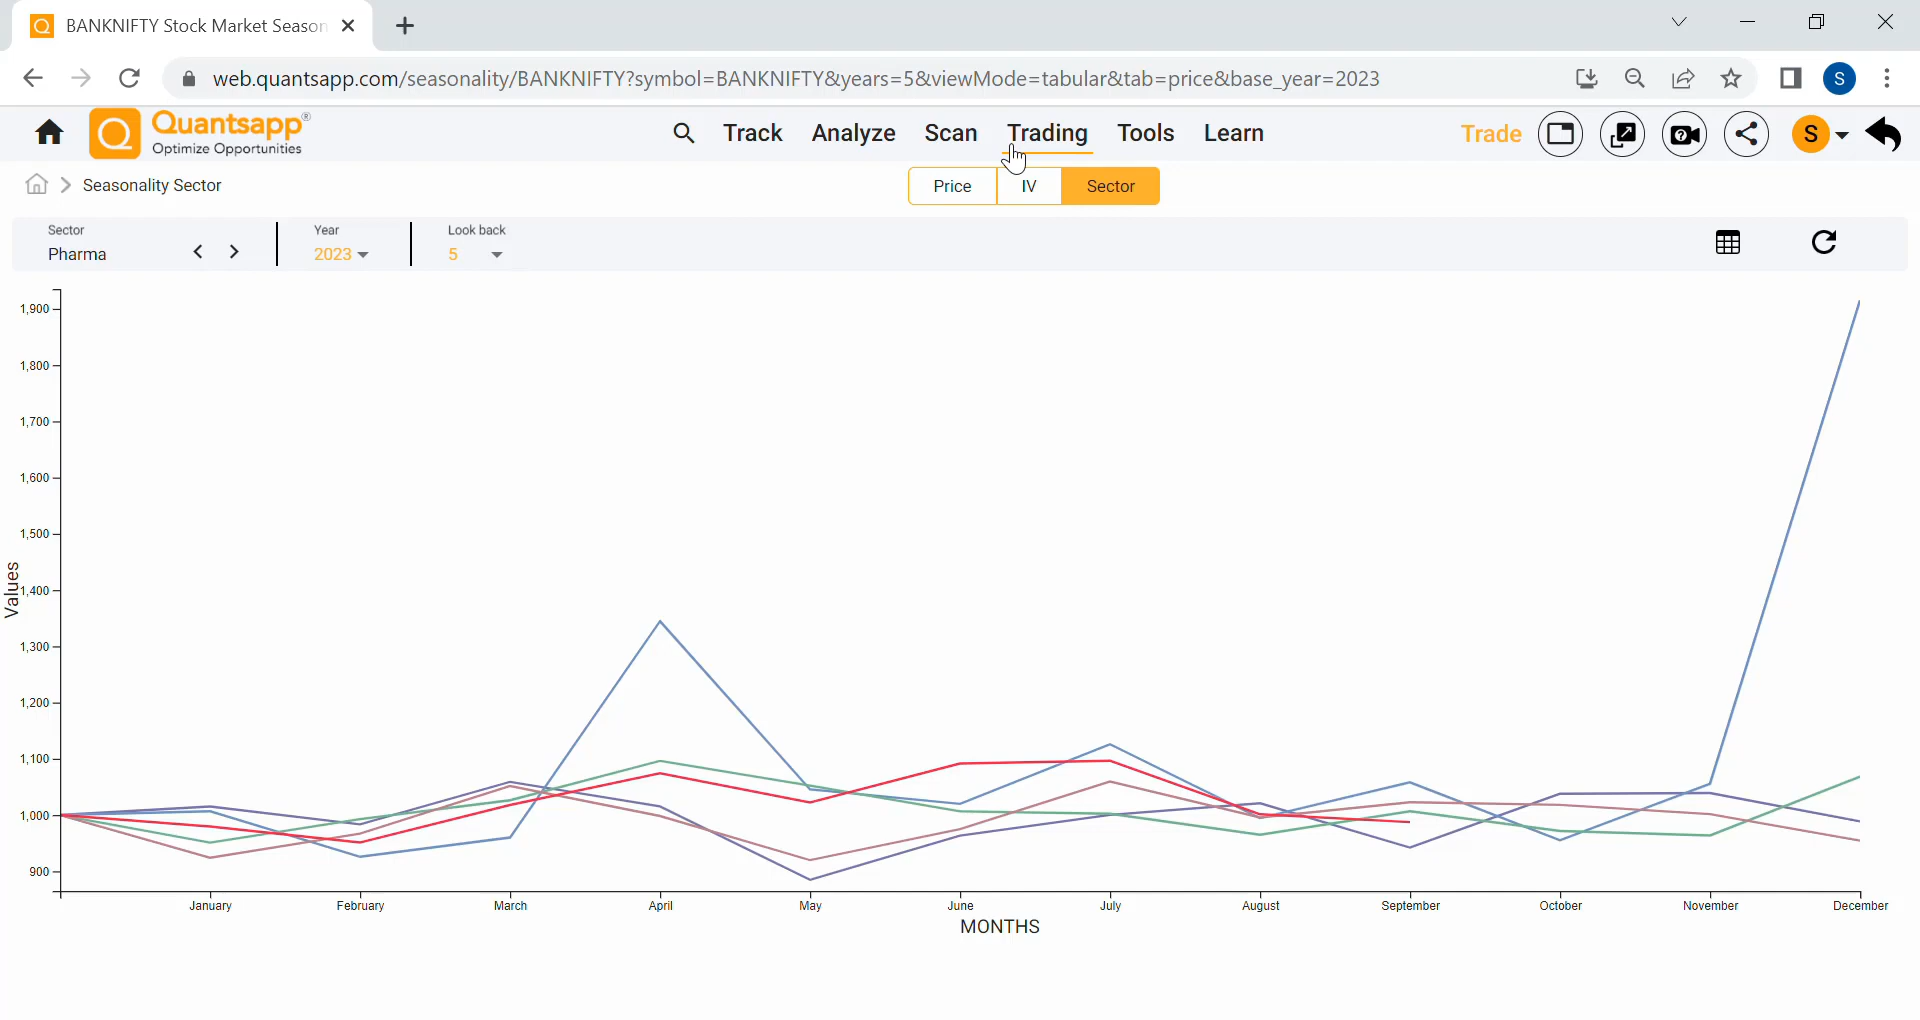 BANKNIFTY Stock Market Season
web.quantsapp.com/seasonality/BANKNIFTY?symbol=BANKNIFTY&years=5&viewMode=tabular&tab=price&base_year=2023
S
Quantsapp®
Optimize Opportunities
Track Analyze Scan Trading Tools Learn
Trade
S
Seasonality Sector
Price IV Sector
Sector
Pharma
Year
2023
Look back
5
1,900
1,800
1,700
1,600
1,500
1,400
1,300
1,200
1,100
1,000
900
Values
January February March April May June July August September October November December
MONTHS